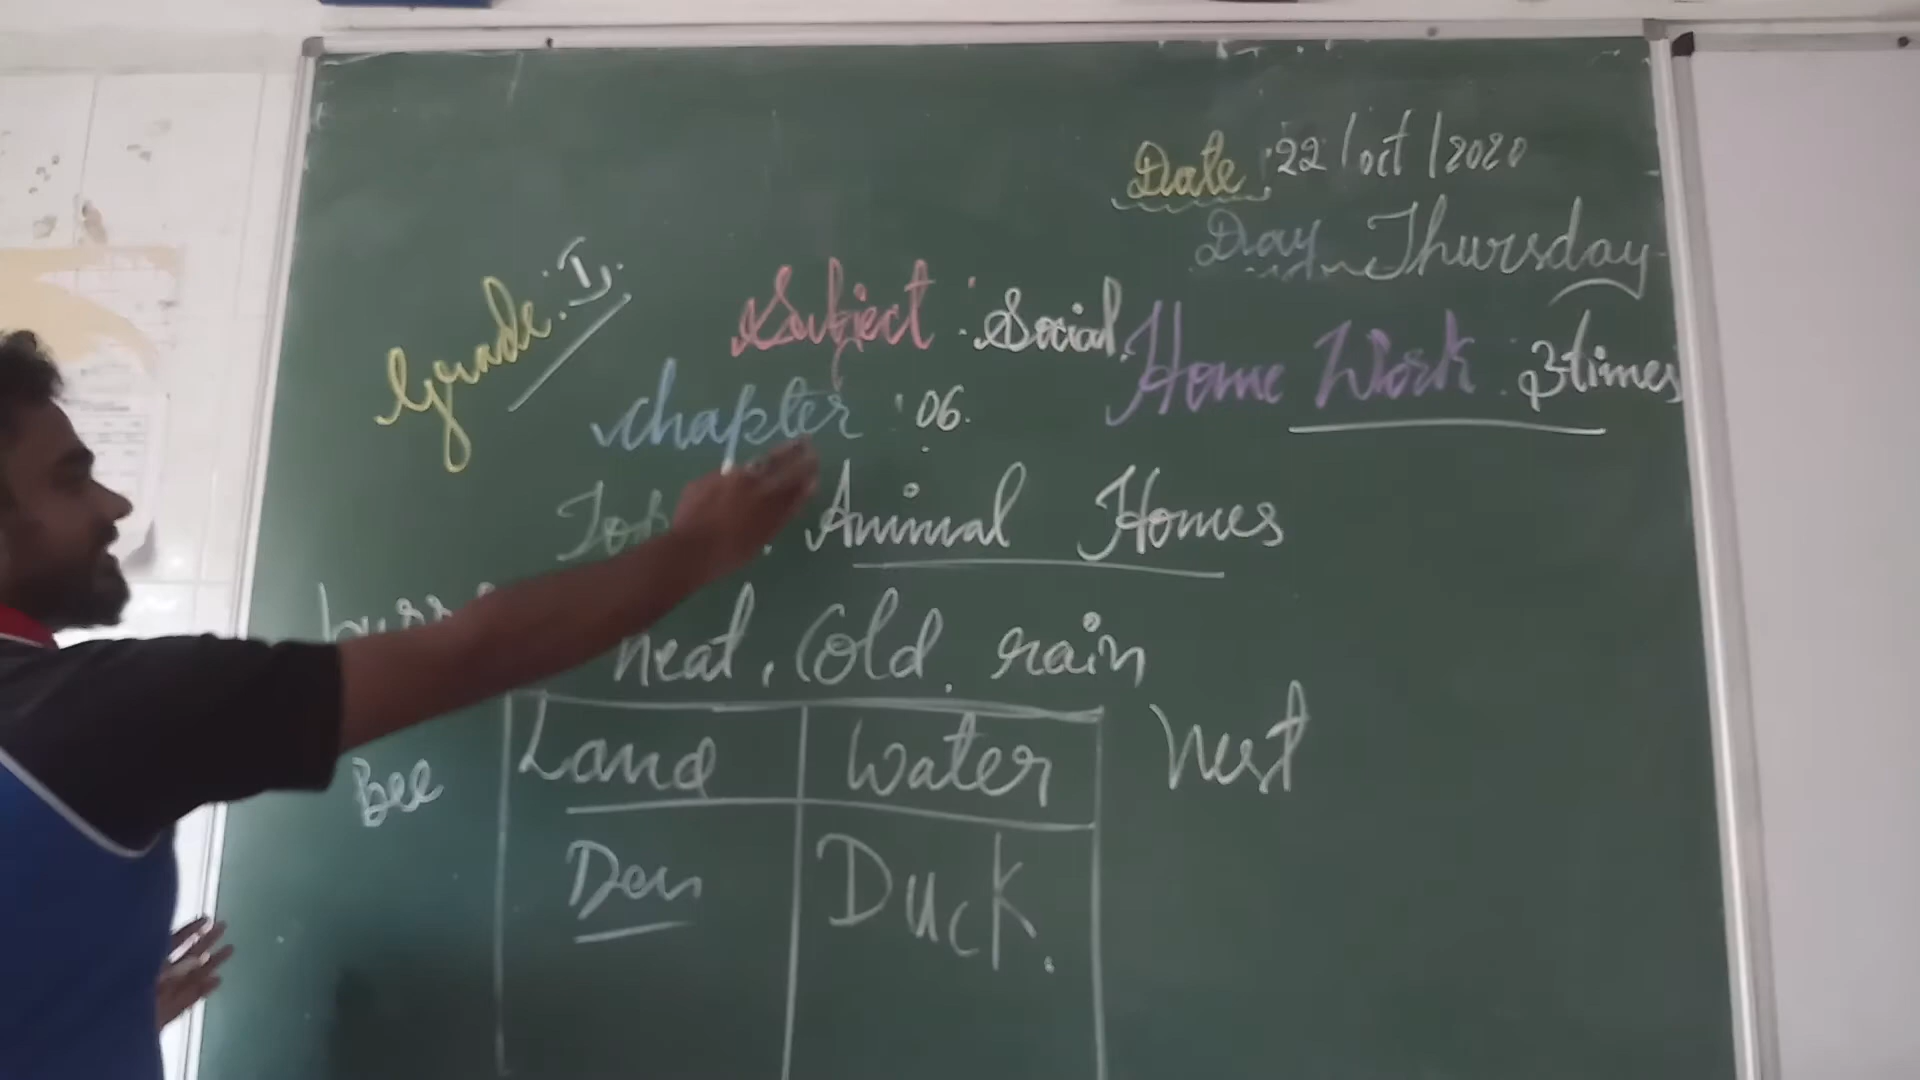 Date : 22/oct/2020
Day Thursday
Grade : I
Subject : Social
Home Work : 3times
chapter : 06.
Animal Homes
heat, Cold, rain
Land Water Nest
Bee
Den Duck.